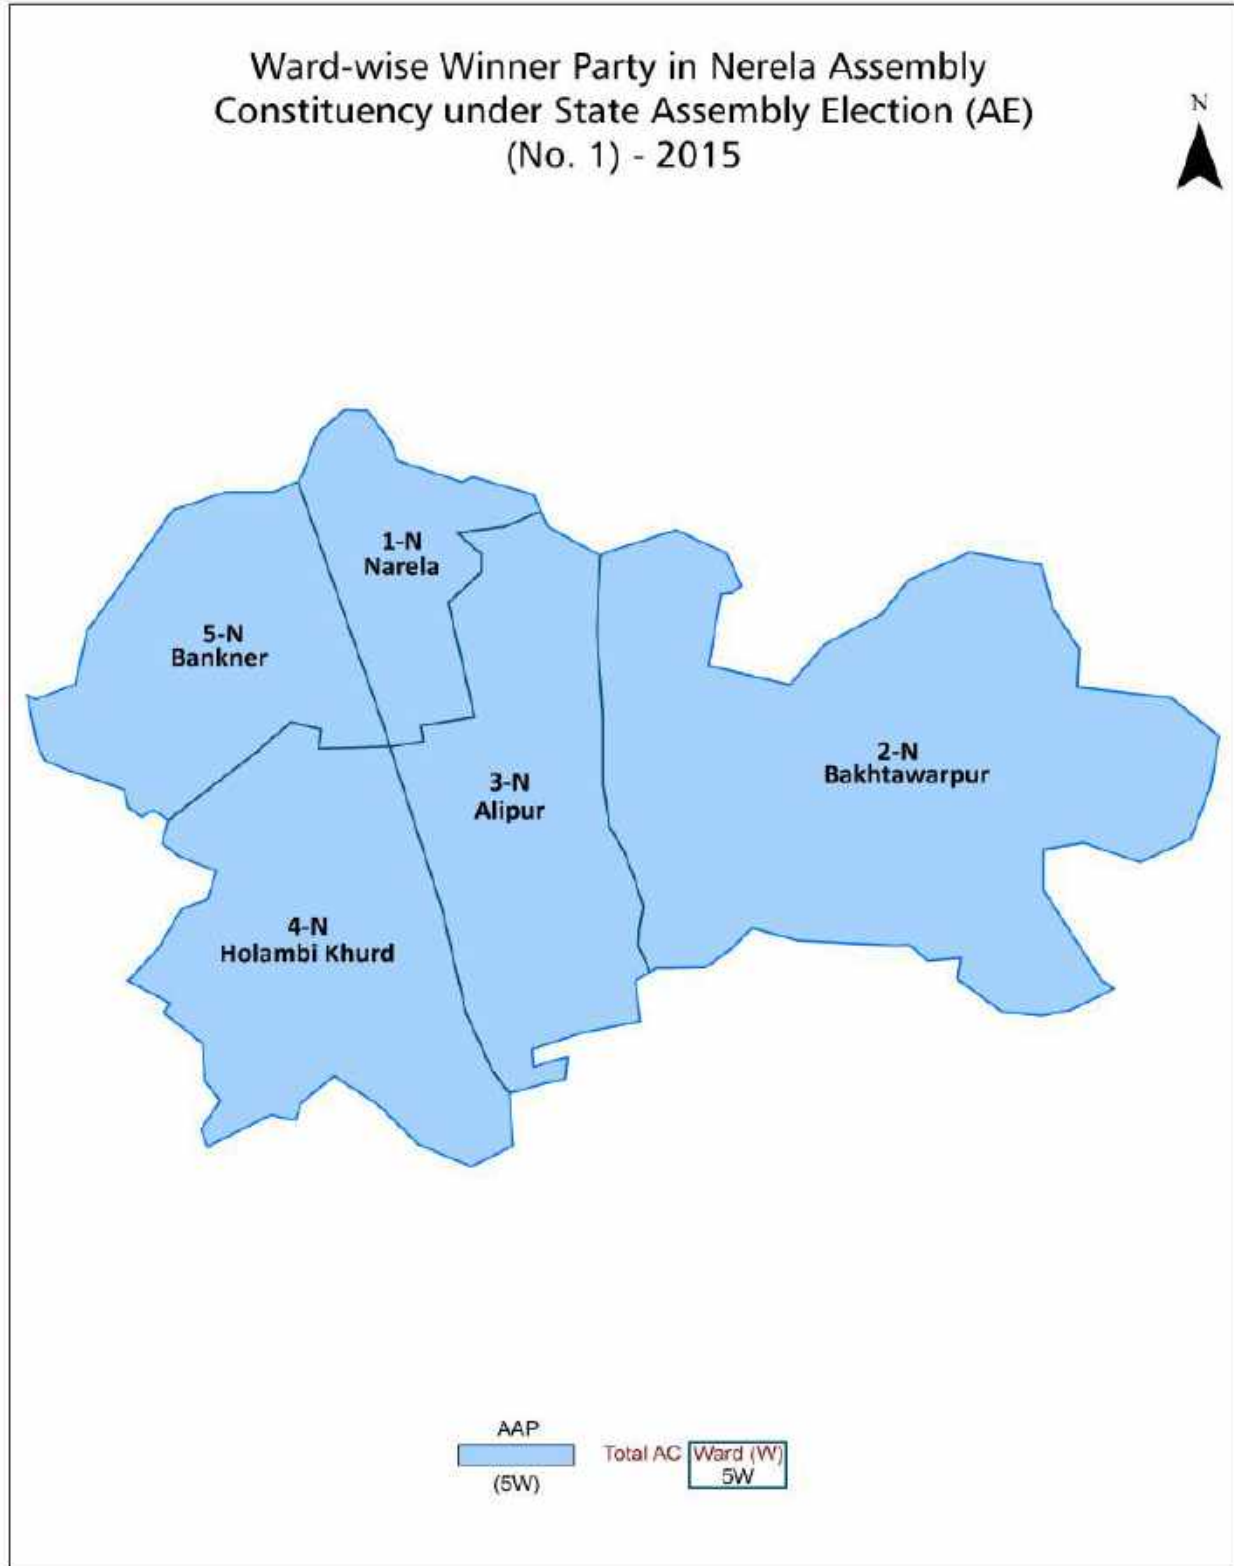 Ward-wise Winner Party in Nerela Assembly
Constituency under State Assembly Election (AE)
(No. 1) - 2015
N
1-N
Narela
5-N
Bankner
2-N
Bakhtawarpur
3-N
Alipur
4-N
Holambi Khurd
AAP
(5W)
Total AC
Ward (W)
5W